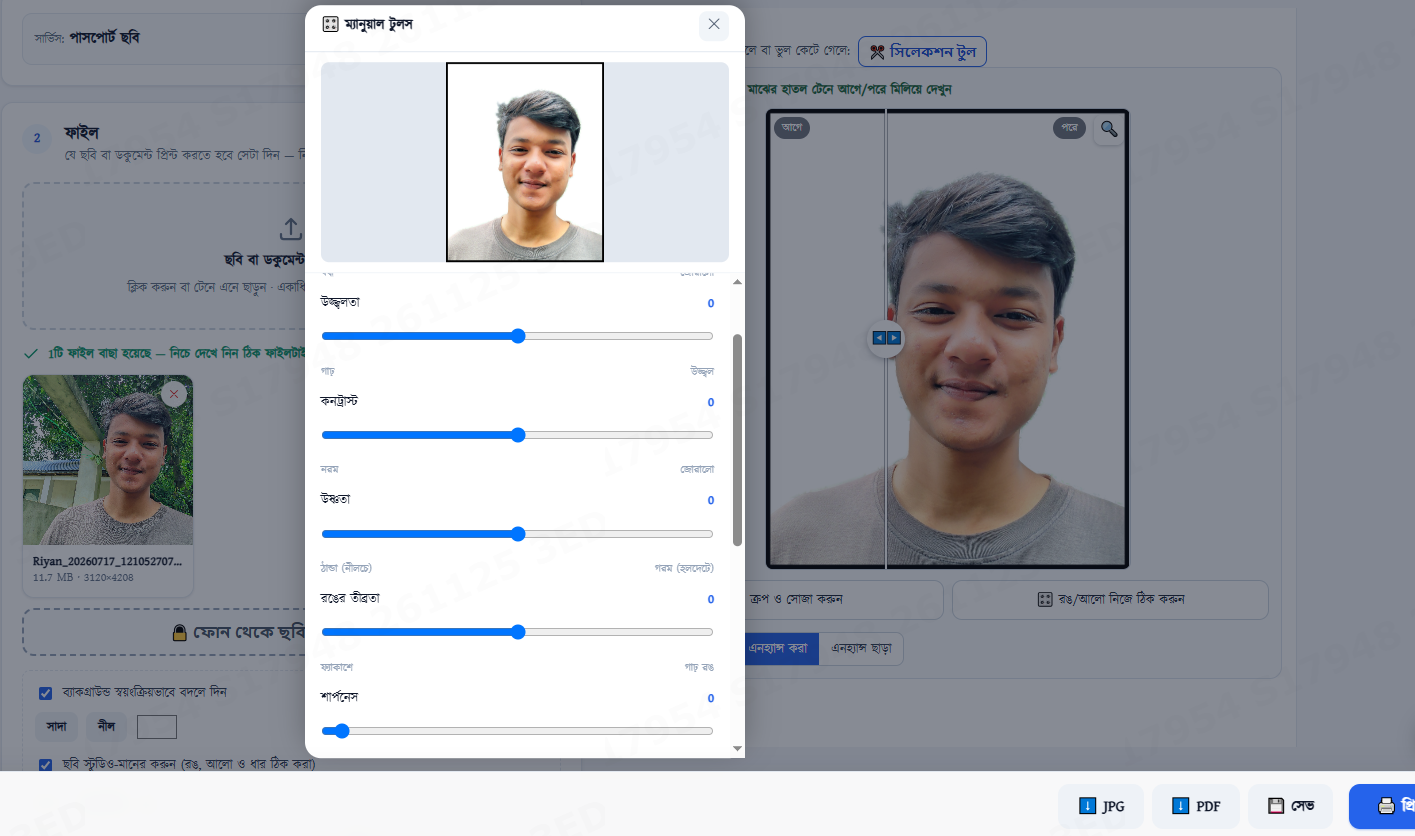 সার্ভিস: পাসপোর্ট ছবি
2
ফাইল
যে ছবি বা ডকুমেন্ট প্রিন্ট করতে হবে সেটা দিন —
ছবি বা ডকুমেন্ট
ক্লিক করুন বা টেনে এনে ছাড়ুন ·
1টি ফাইল বাছা হয়েছে — নিচে দেখে নিন ঠিক ফাইলটাই
Riyan_20260717_121052707...
11.7 MB · 3120×4208
ফোন থেকে ছবি
ব্যাকগ্রাউন্ড স্বয়ংক্রিয়ভাবে বদলে দিন
সাদা নীল
ছবি স্টুডিও-মানের করুন (রঙ, আলো ও ধার ঠিক করা)
ম্যানুয়াল টুলস
জোরালো
উজ্জ্বলতা 0
গাঢ় উজ্জ্বল
কনট্রাস্ট 0
নরম জোরালো
উষ্ণতা 0
ঠান্ডা (নীলচে) গরম (হলদেটে)
রঙের তীব্রতা 0
ফ্যাকাশে গাঢ় রঙ
শার্পনেস 0
বা ভুল কেটে গেলে: সিলেকশন টুল
মাঝের হাতল টেনে আগে/পরে মিলিয়ে দেখুন
আগে পরে
ক্রপ ও সোজা করুন রঙ/আলো নিজে ঠিক করুন
এনহ্যান্স করা এনহ্যান্স ছাড়া
JPG PDF সেভ